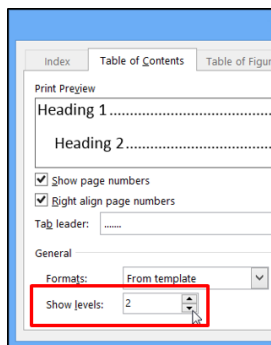 Index Table of Contents Table of Figur
Print Preview
Heading 1....................................
Heading 2................................
Show page numbers
Right align page numbers
Tab leader: .......
General
Formats: From template
Show levels: 2